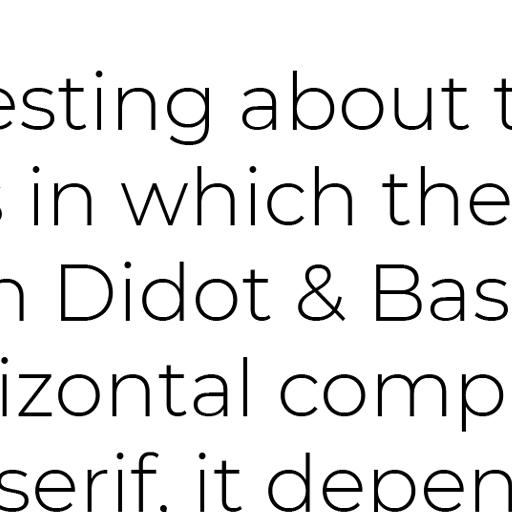 esting about t
s in which the
n Didot & Bas
izontal comp
serif, it depen